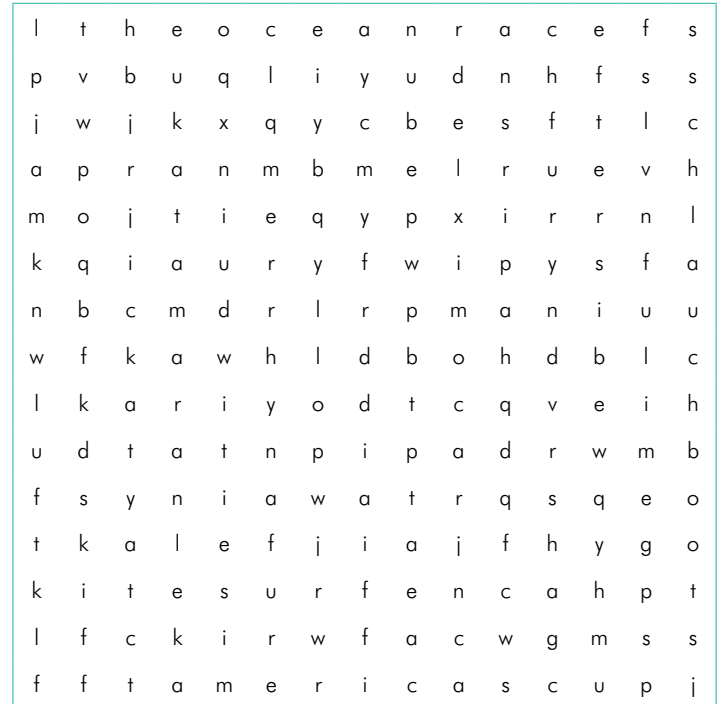 l t h e o c e a n r a c e f s
p v b u q l i y u d n h f s s
j w j k x q y c b e s f t l c
a p r a n m b m e l r u e v h
m o j t i e q y p x i r r n l
k q i a u r y f w i p y s f a
n b c m d r l r p m a n i u u
w f k a w h l d b o h d b l c
l k a r i y o d t c q v e i h
u d t a t n p i p a d r w m b
f s y n i a w a t r q s q e o
t k a l e f j i a j f h y g o
k i t e s u r f e n c a h p t
l f c k i r w f a c w g m s s
f f t a m e r i c a s c u p j